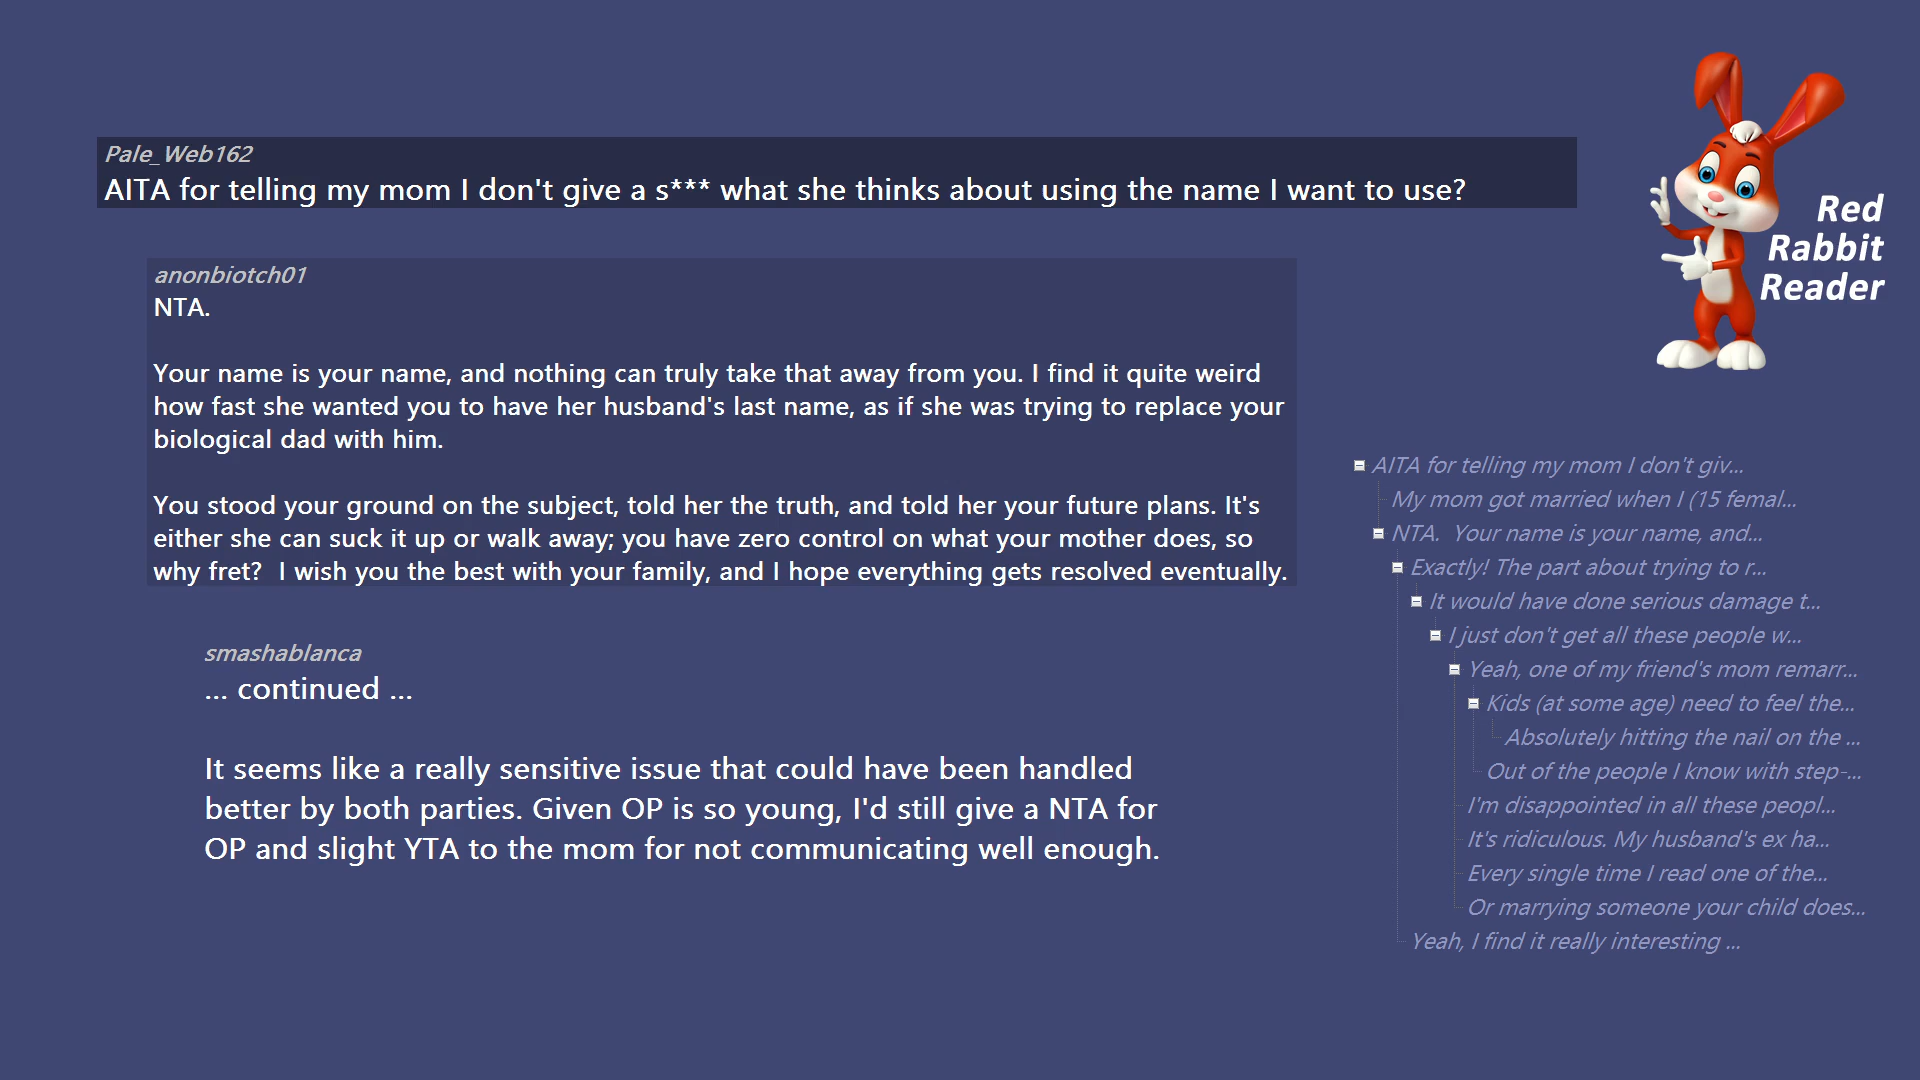 Pale_Web162
AITA for telling my mom I don't give a s*** what she thinks about using the name I want to use?
anonbiotch01
NTA.
Your name is your name, and nothing can truly take that away from you. I find it quite weird
how fast she wanted you to have her husband's last name, as if she was trying to replace your
biological dad with him.
You stood your ground on the subject, told her the truth, and told her your future plans. It's
either she can suck it up or walk away; you have zero control on what your mother does, so
why fret?  I wish you the best with your family, and I hope everything gets resolved eventually.
smashablanca
... continued ...
It seems like a really sensitive issue that could have been handled
better by both parties. Given OP is so young, I'd still give a NTA for
OP and slight YTA to the mom for not communicating well enough.
Red
Rabbit
Reader
AITA for telling my mom I don't giv...
My mom got married when I (15 femal...
NTA.  Your name is your name, and...
Exactly! The part about trying to r...
It would have done serious damage t...
I just don't get all these people w...
Yeah, one of my friend's mom remarr...
Kids (at some age) need to feel the...
Absolutely hitting the nail on the ...
Out of the people I know with step-...
I'm disappointed in all these peopl...
It's ridiculous. My husband's ex ha...
Every single time I read one of the...
Or marrying someone your child does...
Yeah, I find it really interesting ...